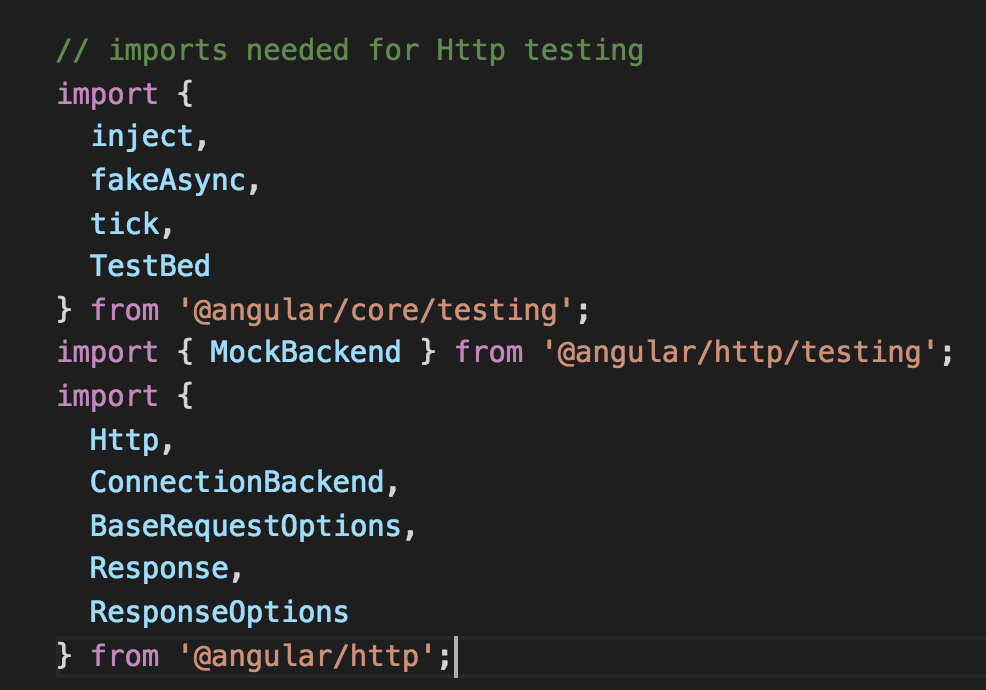 // imports needed for Http testing
import {
  inject,
  fakeAsync,
  tick,
  TestBed
} from '@angular/core/testing';
import { MockBackend } from '@angular/http/testing';
import {
  Http,
  ConnectionBackend,
  BaseRequestOptions,
  Response,
  ResponseOptions
} from '@angular/http';